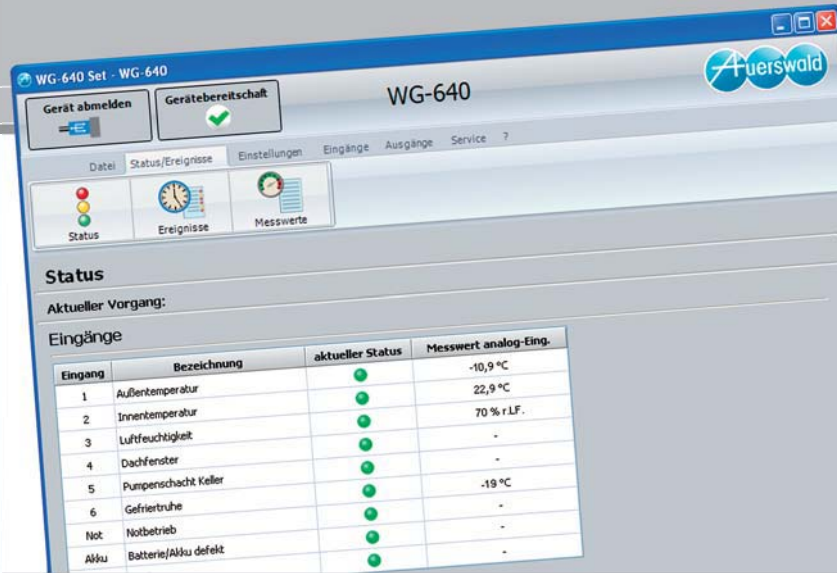 WG-640 Set - WG-640
Auerswald
Gerät abmelden
Gerätebereitschaft
WG-640
Datei Status/Ereignisse Einstellungen Eingänge Ausgänge Service ?
Status Ereignisse Messwerte
Status
Aktueller Vorgang:
Eingänge
Eingang Bezeichnung aktueller Status Messwert analog-Eing.
1 Außentemperatur -10,9 °C
2 Innentemperatur 22,9 °C
3 Luftfeuchtigkeit 70 % r.LF.
4 Dachfenster -
5 Pumpenschacht Keller -
6 Gefriertruhe -19 °C
Not Notbetrieb -
Akku Batterie/Akku defekt -
-